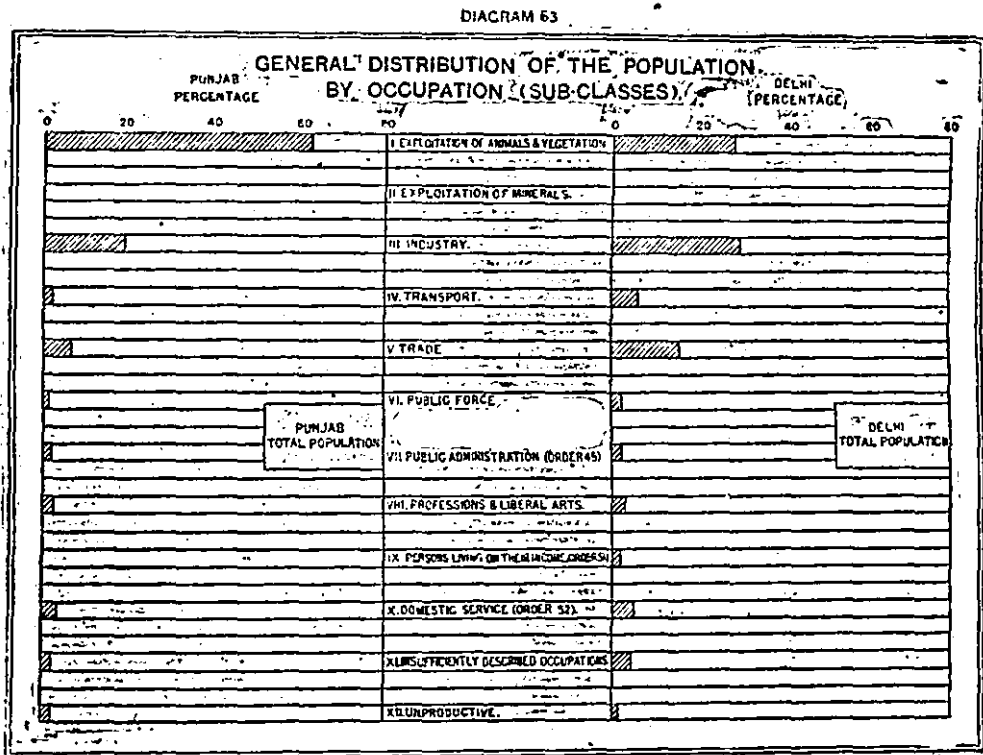 DIAGRAM 63
GENERAL DISTRIBUTION OF THE POPULATION
BY OCCUPATION (SUB-CLASSES)
PUNJAB
PERCENTAGE
DELHI
(PERCENTAGE)
0 20 40 60 80
0 20 40 60 80
I EXPLOITATION OF ANIMALS & VEGETATION
II EXPLOITATION OF MINERALS.
III INDUSTRY.
IV. TRANSPORT.
V TRADE
VI. PUBLIC FORCE
PUNJAB
TOTAL POPULATION
DELHI
TOTAL POPULATION
VII PUBLIC ADMINISTRATION (ORDER 45)
VIII. PROFESSIONS & LIBERAL ARTS.
IX. PERSONS LIVING ON THEIR INCOME (ORDER 51
X. DOMESTIC SERVICE (ORDER 52).
XI. INSUFFICIENTLY DESCRIBED OCCUPATIONS
XII. UNPRODUCTIVE.